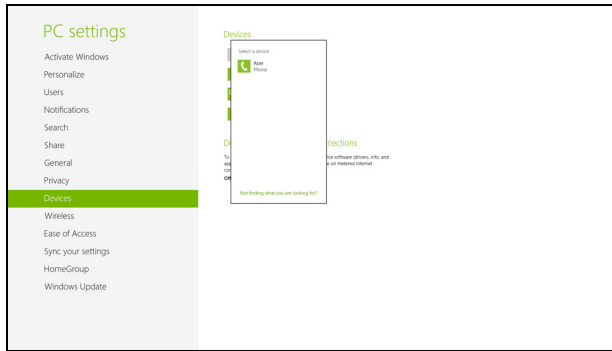 PC settings
Activate Windows
Personalize
Users
Notifications
Search
Share
General
Privacy
Devices
Wireless
Ease of Access
Sync your settings
HomeGroup
Windows Update
Devices
Select a device
Acer
Phone
Not finding what you are looking for?
D nections
To ice software (drivers, info, and
e on metered Internet